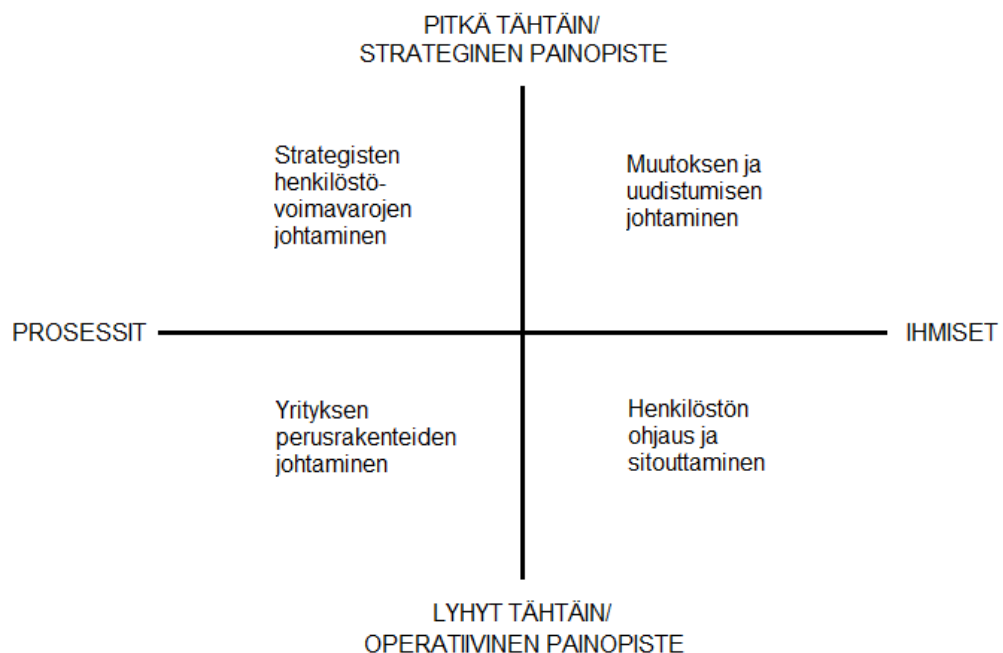 PITKÄ TÄHTÄIN/
STRATEGINEN PAINOPISTE
Strategisten
henkilöstö-
voimavarojen
johtaminen
Muutoksen ja
uudistumisen
johtaminen
PROSESSIT
IHMISET
Yrityksen
perusrakenteiden
johtaminen
Henkilöstön
ohjaus ja
sitouttaminen
LYHYT TÄHTÄIN/
OPERATIIVINEN PAINOPISTE